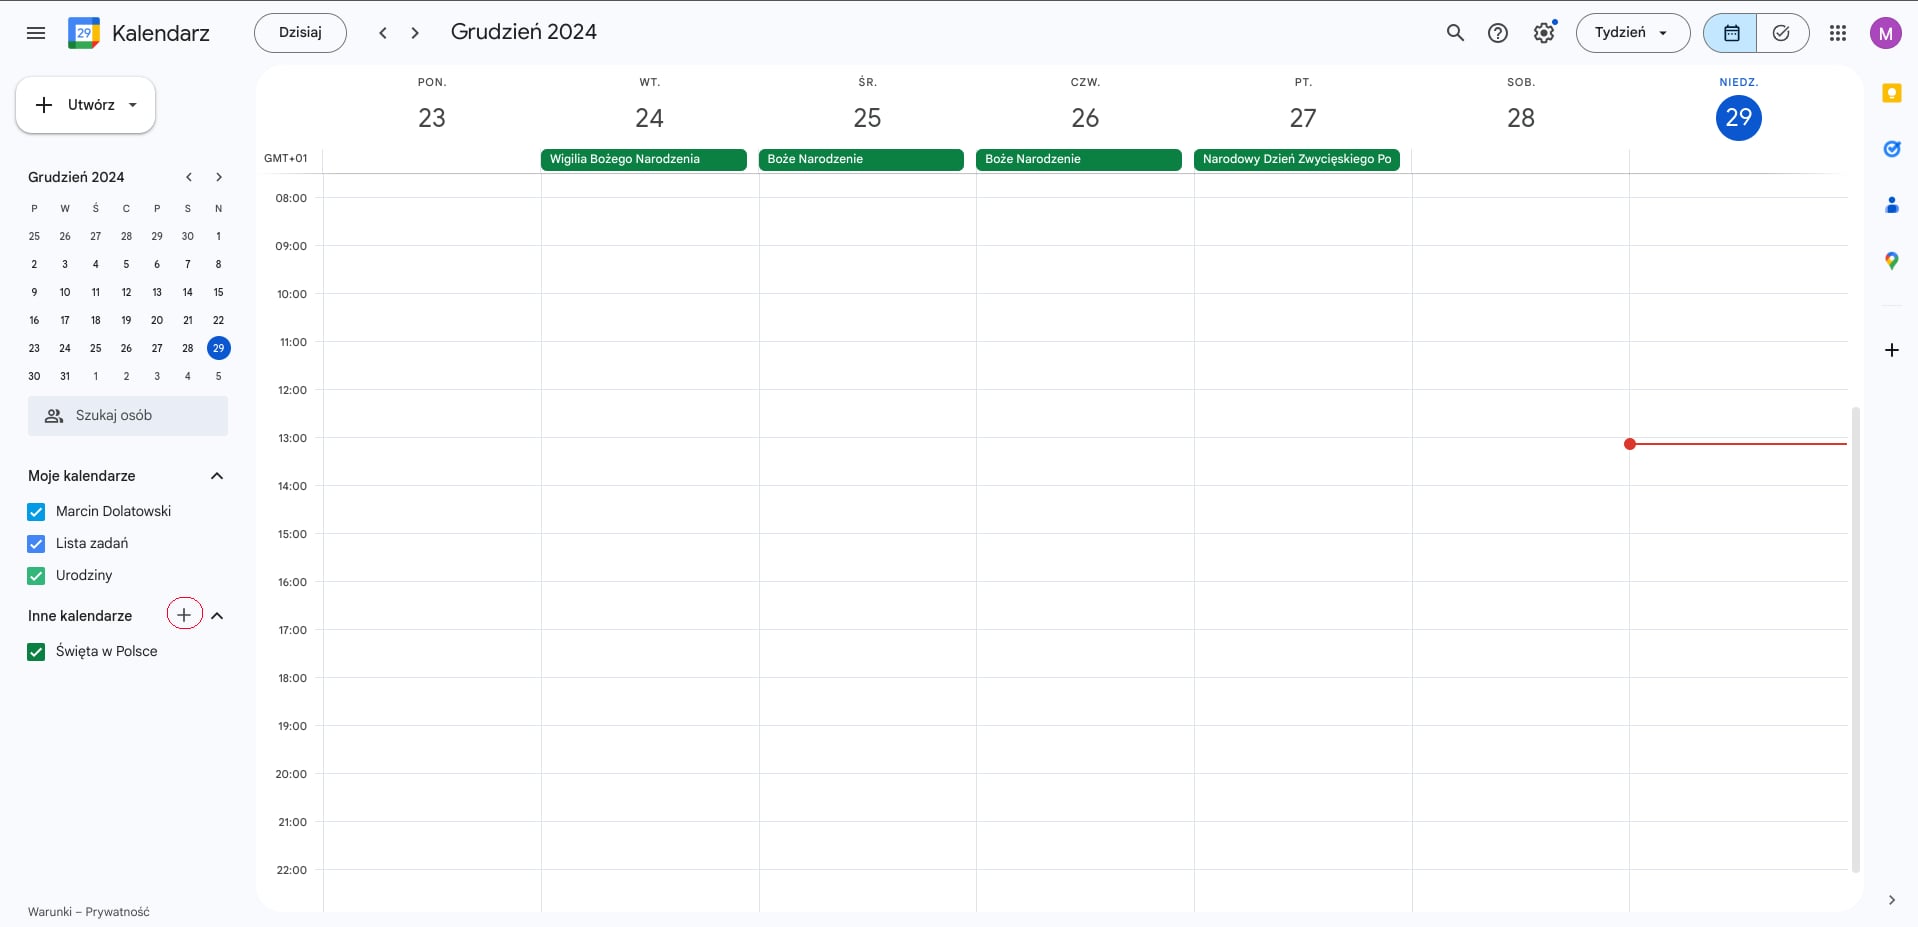 29
Kalendarz
Dzisiaj
Grudzień 2024
Tydzień
M
Utwórz
Grudzień 2024
P W Ś C P S N
25 26 27 28 29 30 1
2 3 4 5 6 7 8
9 10 11 12 13 14 15
16 17 18 19 20 21 22
23 24 25 26 27 28 29
30 31 1 2 3 4 5
Szukaj osób
Moje kalendarze
Marcin Dolatowski
Lista zadań
Urodziny
Inne kalendarze
Święta w Polsce
Warunki – Prywatność
PON. WT. ŚR. CZW. PT. SOB. NIEDZ.
23 24 25 26 27 28 29
GMT+01
Wigilia Bożego Narodzenia
Boże Narodzenie
Boże Narodzenie
Narodowy Dzień Zwycięskiego Po
08:00
09:00
10:00
11:00
12:00
13:00
14:00
15:00
16:00
17:00
18:00
19:00
20:00
21:00
22:00